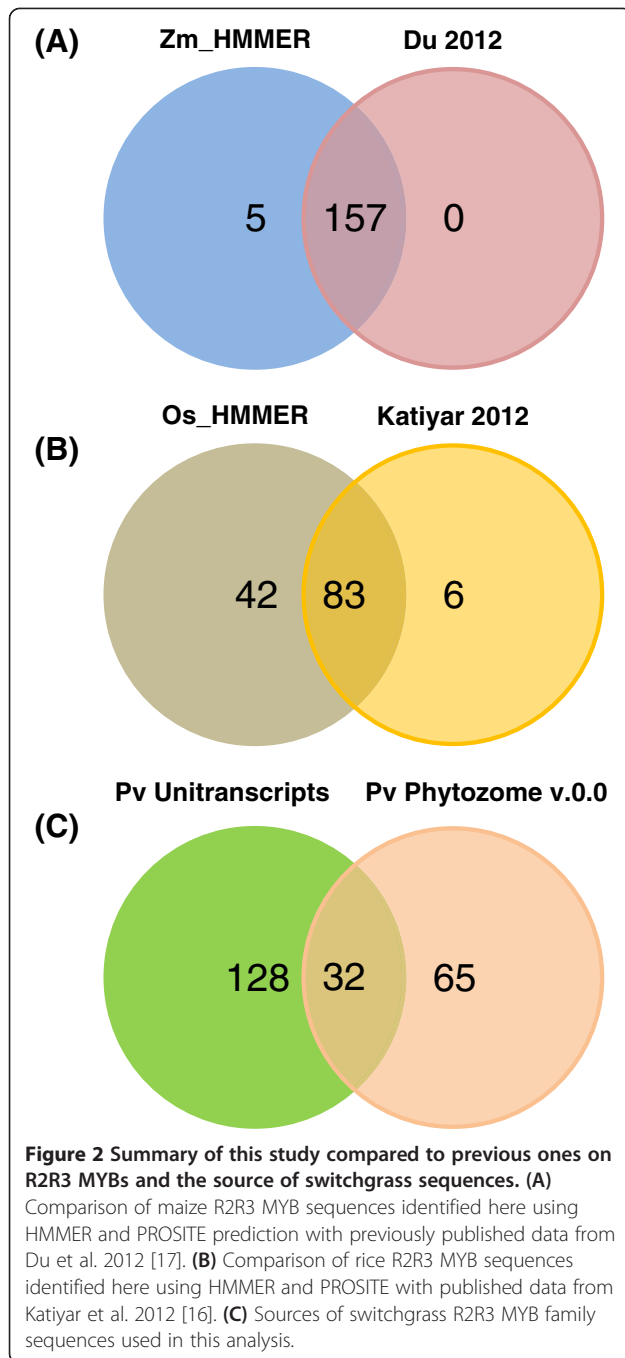 (A)
Zm_HMMER Du 2012
5 157 0
(B)
Os_HMMER Katiyar 2012
42 83 6
(C)
Pv Unitranscripts Pv Phytozome v.0.0
128 32 65
Figure 2 Summary of this study compared to previous ones on
R2R3 MYBs and the source of switchgrass sequences. (A)
Comparison of maize R2R3 MYB sequences identified here using
HMMER and PROSITE prediction with previously published data from
Du et al. 2012 [17]. (B) Comparison of rice R2R3 MYB sequences
identified here using HMMER and PROSITE with published data from
Katiyar et al. 2012 [16]. (C) Sources of switchgrass R2R3 MYB family
sequences used in this analysis.